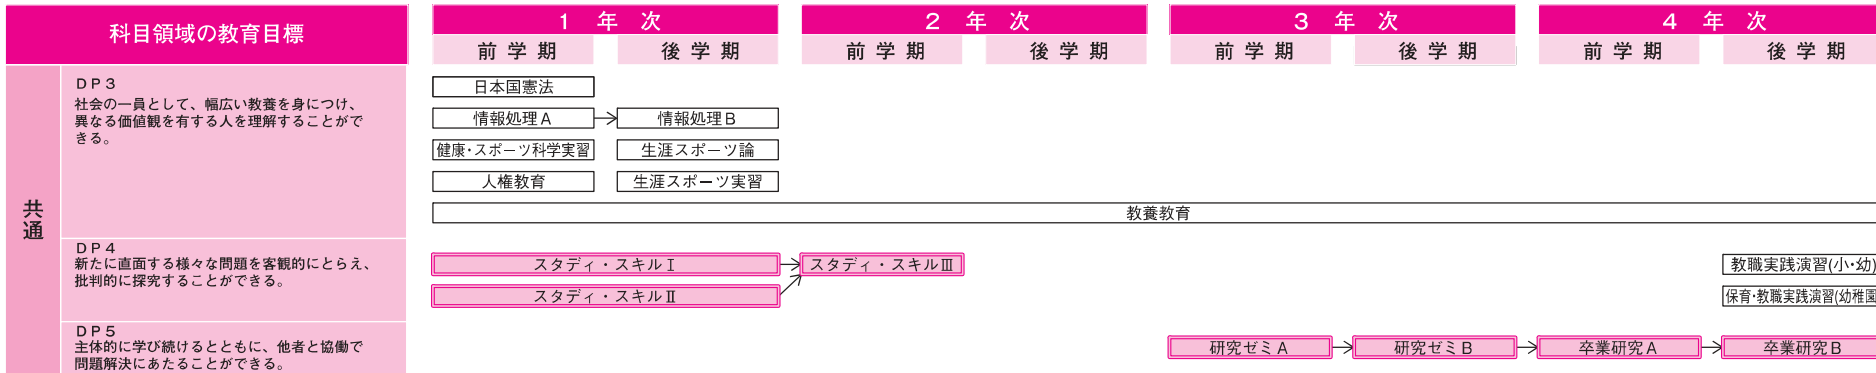 科目領域の教育目標
1 年 次
2 年 次
3 年 次
4 年 次
前 学 期
後 学 期
前 学 期
後 学 期
前 学 期
後 学 期
前 学 期
後 学 期
共通
DP3
社会の一員として、幅広い教養を身につけ、
異なる価値観を有する人を理解することがで
きる。
日本国憲法
情報処理A
情報処理B
健康・スポーツ科学実習
生涯スポーツ論
人権教育
生涯スポーツ実習
教養教育
DP4
新たに直面する様々な問題を客観的にとらえ、
批判的に探究することができる。
スタディ・スキルⅠ
スタディ・スキルⅢ
スタディ・スキルⅡ
教職実践演習(小・幼)
保育・教職実践演習(幼稚園
DP5
主体的に学び続けるとともに、他者と協働で
問題解決にあたることができる。
研究ゼミA
研究ゼミB
卒業研究A
卒業研究B